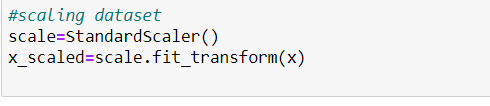 #scaling dataset
scale=StandardScaler()
x_scaled=scale.fit_transform(x)